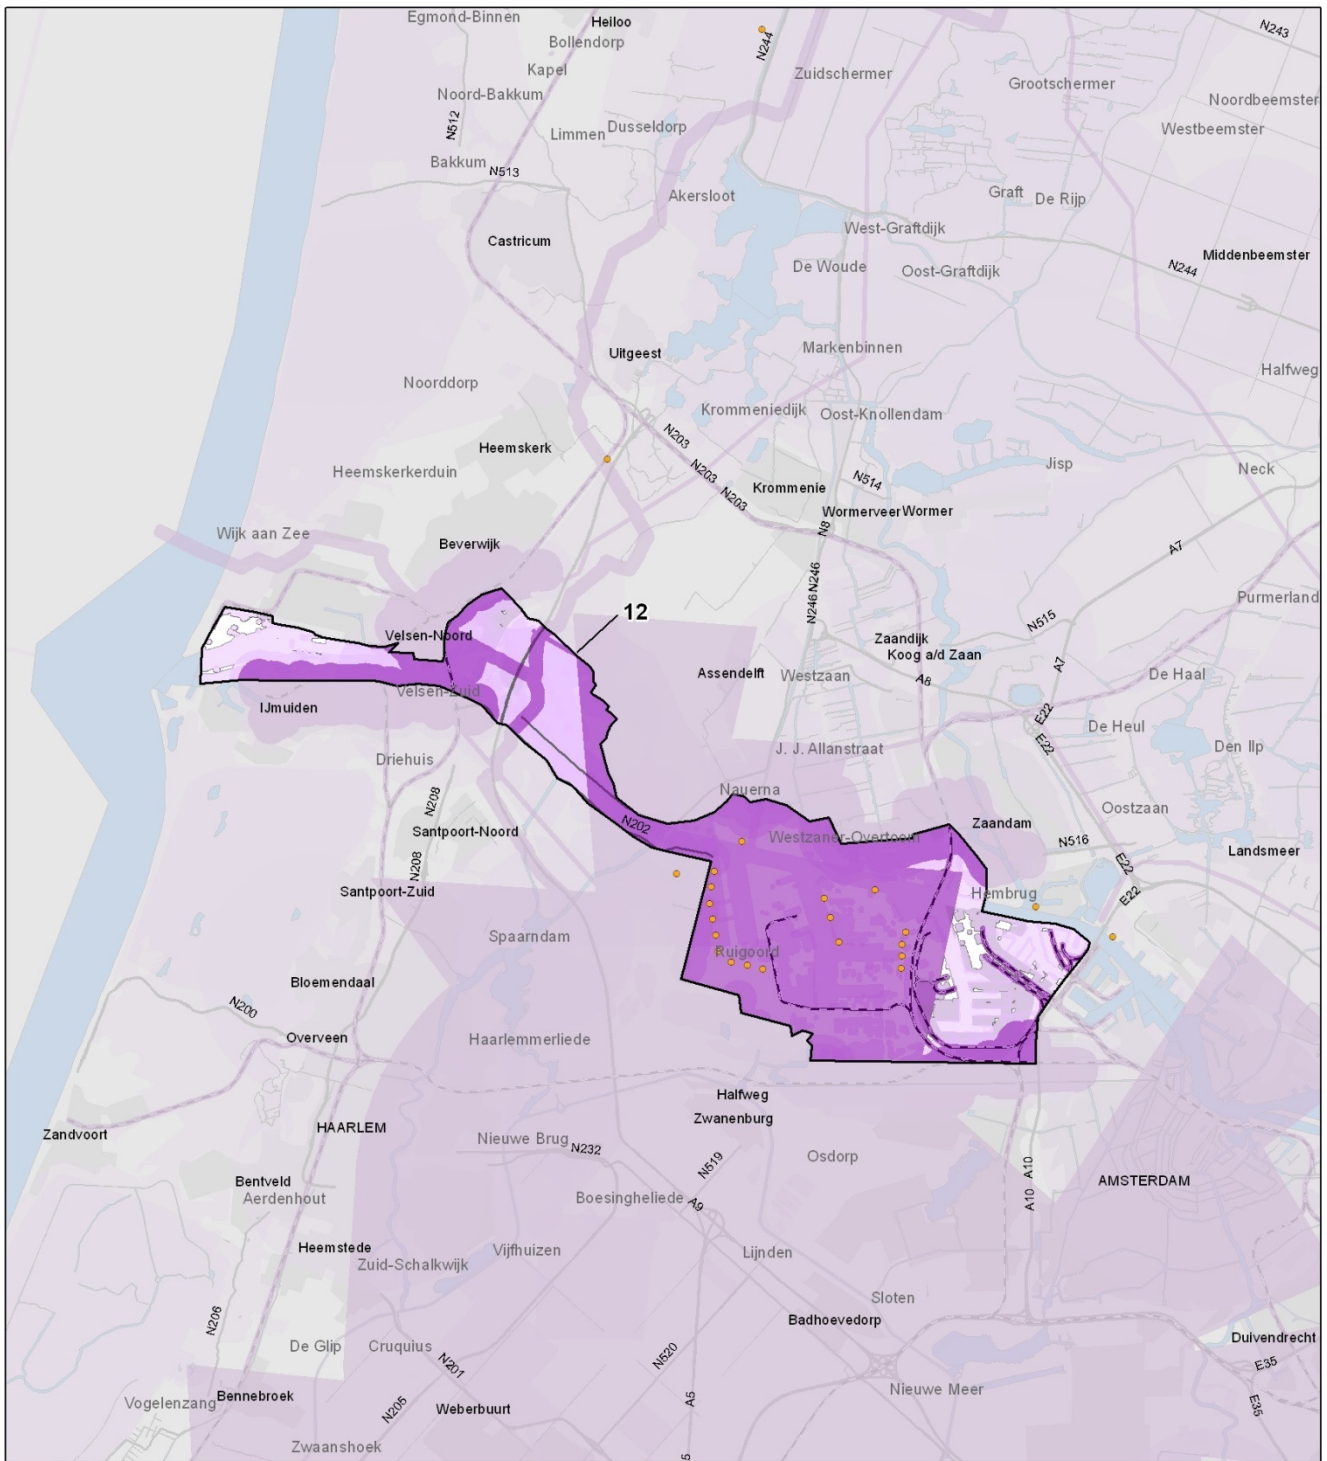 Egmond-Binnen
Heiloo
Bollendorp
N244
N243
Kapel
Zuidschermer
Grootschermer
Noord-Bakkum
Noordbeemster
N512
Limmen
Dusseldorp
Westbeemster
Bakkum
N513
Akersloot
Graft
De Rijp
West-Graftdijk
Castricum
Middenbeemster
De Woude
Oost-Graftdijk
N244
Uitgeest
Markenbinnen
Halfweg
Noorddorp
Krommeniedijk
Oost-Knollendam
N203
Heemskerk
Heemskerkerduin
N203
Jisp
Neck
N514
Krommenie
N203
Wormerveer
Wormer
N8
Wijk aan Zee
Beverwijk
A7
N246
N246
Purmerland
12
N515
Velsen-Noord
Zaandijk
Koog a/d Zaan
A7
Assendelft
Westzaan
A8
De Haal
Velsen-Zuid
IJmuiden
E22
De Heul
E22
Den Ilp
J. J. Allanstraat
Driehuis
Nauerna
N208
Oostzaan
N202
Zaandam
Santpoort-Noord
Westzaner-Overtoom
N516
Landsmeer
N208
E22
Santpoort-Zuid
Hembrug
E22
Spaarndam
Ruigoord
Bloemendaal
N200
Overveen
Haarlemmerliede
Halfweg
Zwanenburg
Zandvoort
HAARLEM
Nieuwe Brug
N232
Osdorp
N519
A10
Bentveld
AMSTERDAM
Aerdenhout
Boesingheliede
A9
A10
Heemstede
Vijfhuizen
Lijnden
Zuid-Schalkwijk
Sloten
N206
Badhoevedorp
De Glip
Cruquius
N520
Duivendrecht
N201
E35
Nieuwe Meer
Vogelenzang
Bennebroek
N205
Weberbuurt
A5
E35
Zwaanshoek
5